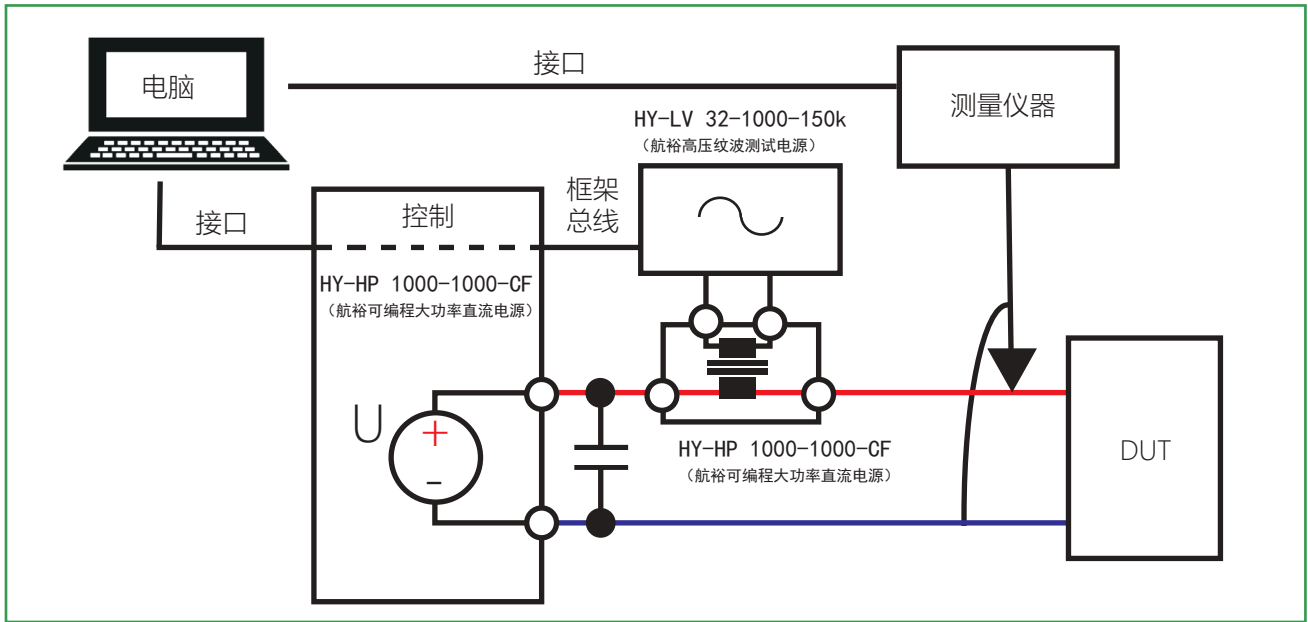 接口
电脑
测量仪器
HY-LV 32-1000-150k
（航裕高压纹波测试电源）
框架
总线
控制
接口
HY-HP 1000-1000-CF
（航裕可编程大功率直流电源）
U
+
-
HY-HP 1000-1000-CF
（航裕可编程大功率直流电源）
DUT